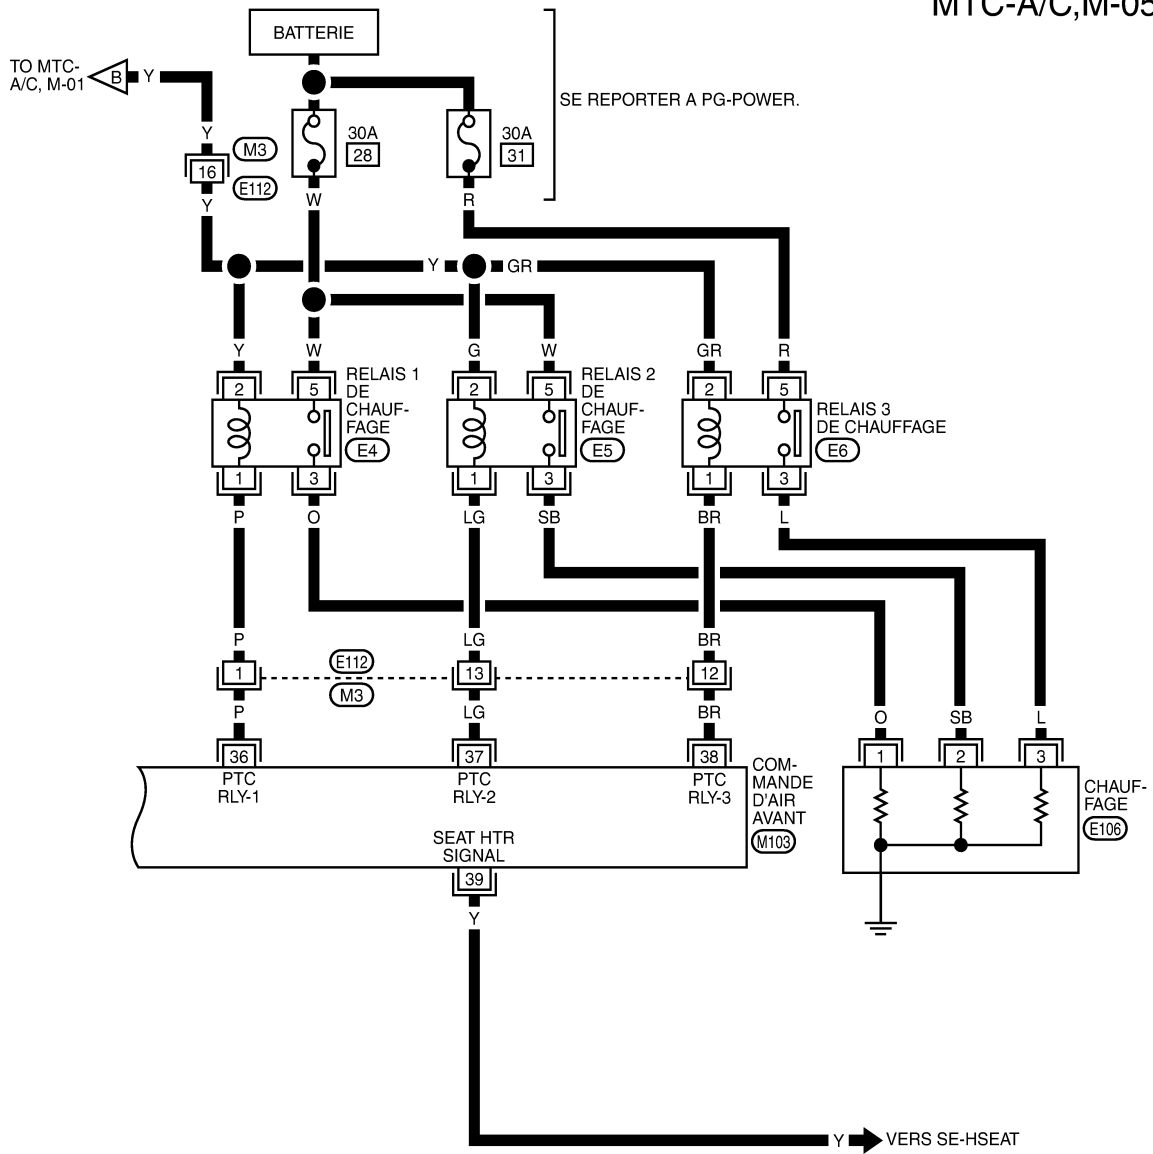 MTC-A/C,M-05
BATTERIE
TO MTC-
A/C, M-01
B
Y
SE REPORTER A PG-POWER.
Y
M3
16
E112
Y
30A
28
30A
31
W
R
Y
GR
Y
W
G
W
GR
R
2
5
2
5
2
5
RELAIS 1
DE
CHAUF-
FAGE
E4
RELAIS 2
DE
CHAUF-
FAGE
E5
RELAIS 3
DE CHAUFFAGE
E6
1
3
1
3
1
3
P
O
LG
SB
BR
L
P
LG
BR
1
E112
M3
13
12
P
LG
BR
O
SB
L
36
37
38
1
2
3
PTC
RLY-1
PTC
RLY-2
PTC
RLY-3
COM-
MANDE
D'AIR
AVANT
M103
CHAUF-
FAGE
E106
SEAT HTR
SIGNAL
39
Y
Y
VERS SE-HSEAT